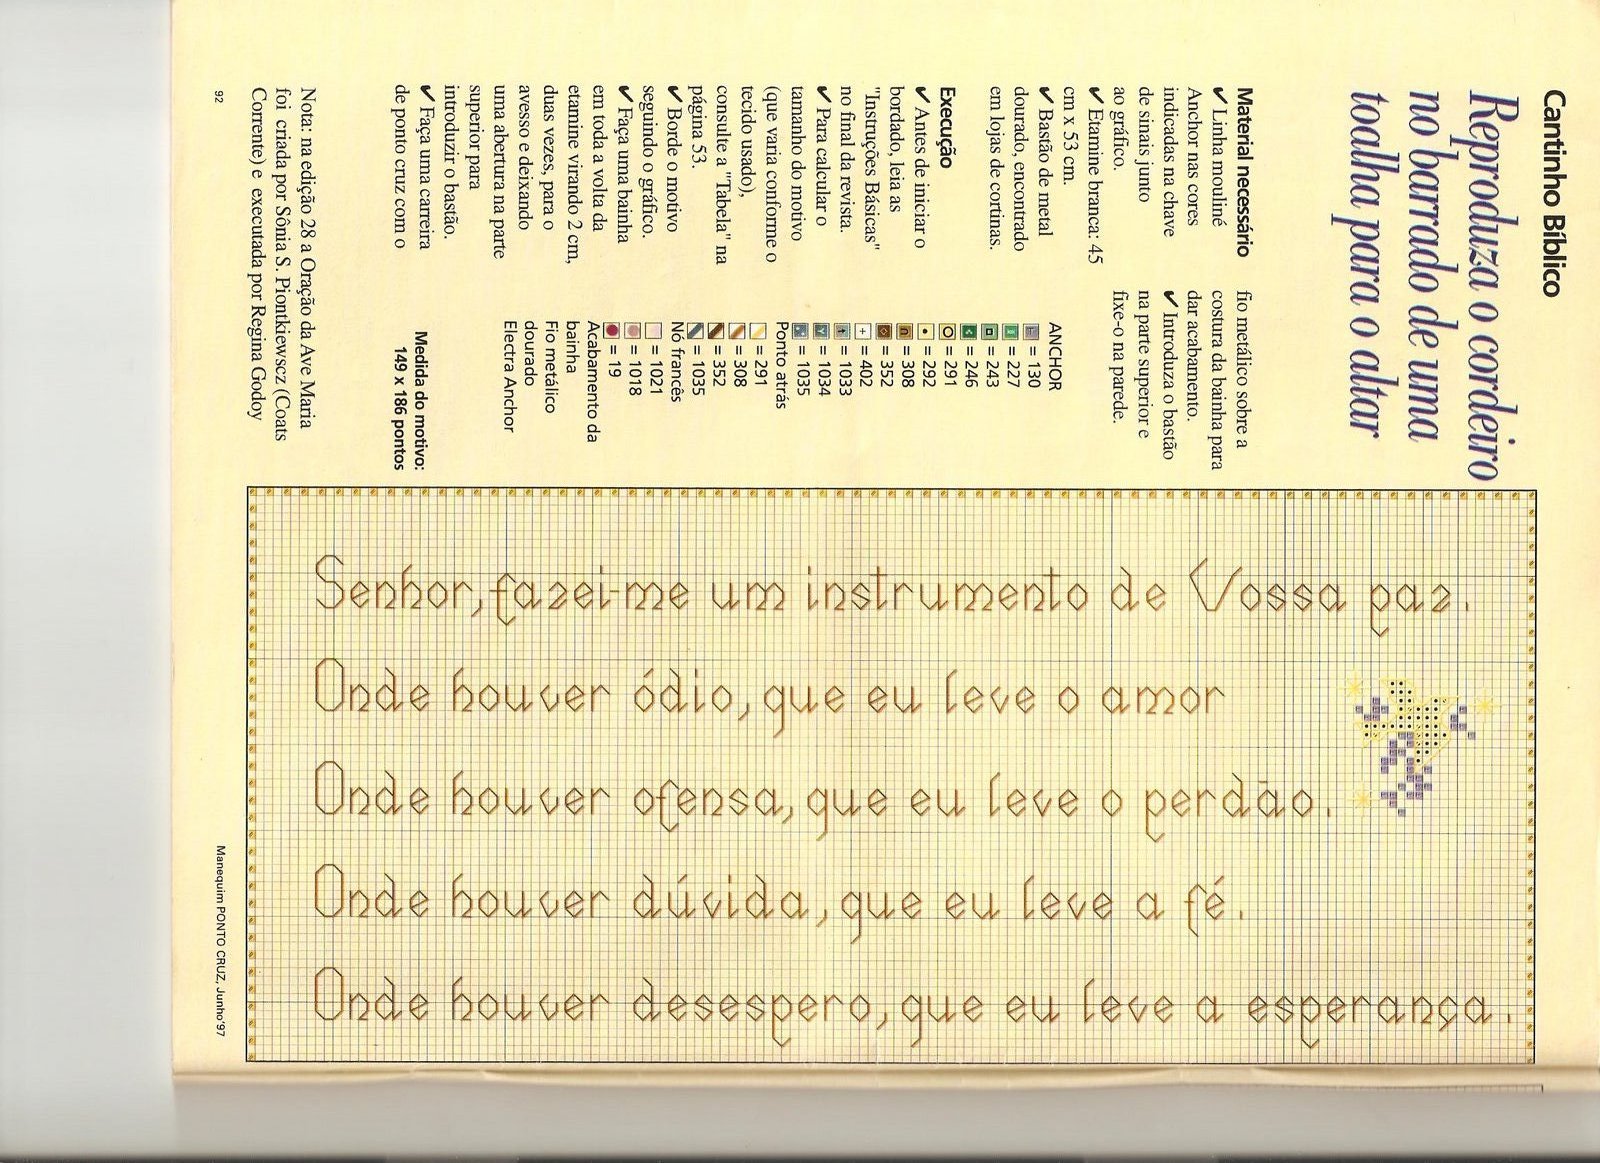 Cantinho Bíblico
Reproduza o cordeiro
no barrado de uma
toalha para o altar
Material necessário
✔ Linha mouliné
Anchor nas cores
indicadas na chave
de sinais junto
ao gráfico.
✔ Etamine branca: 45
cm x 53 cm.
✔ Bastão de metal
dourado, encontrado
em lojas de cortinas.
Execução
✔ Antes de iniciar o
bordado, leia as
"Instruções Básicas"
no final da revista.
✔ Para calcular o
tamanho do motivo
(que varia conforme o
tecido usado),
consulte a "Tabela" na
página 53.
✔ Borde o motivo
seguindo o gráfico.
✔ Faça uma bainha
em toda a volta da
etamine virando 2 cm,
duas vezes, para o
avesso e deixando
uma abertura na parte
superior para
introduzir o bastão.
✔ Faça uma carreira
de ponto cruz com o
fio metálico sobre a
costura da bainha para
dar acabamento.
✔ Introduza o bastão
na parte superior e
fixe-o na parede.
ANCHOR
= 130
= 227
= 243
= 246
= 291
= 292
= 308
= 352
= 402
= 1033
= 1034
= 1035
Ponto atrás
= 291
= 308
= 352
= 1035
Nó francês
= 1021
= 1018
= 19
Acabamento da
bainha
Fio metálico
dourado
Electra Anchor
Medida do motivo:
149 x 186 pontos
Nota: na edição 28 a Oração da Ave Maria
foi criada por Sônia S. Piontkiewscz (Coats
Corrente) e executada por Regina Godoy
92
Senhor, fazei-me um instrumento de Vossa paz.
Onde houver ódio, que eu leve o amor
Onde houver ofensa, que eu leve o perdão.
Onde houver dúvida, que eu leve a fé.
Onde houver desespero, que eu leve a esperança.
Manequim PONTO CRUZ, Junho'97